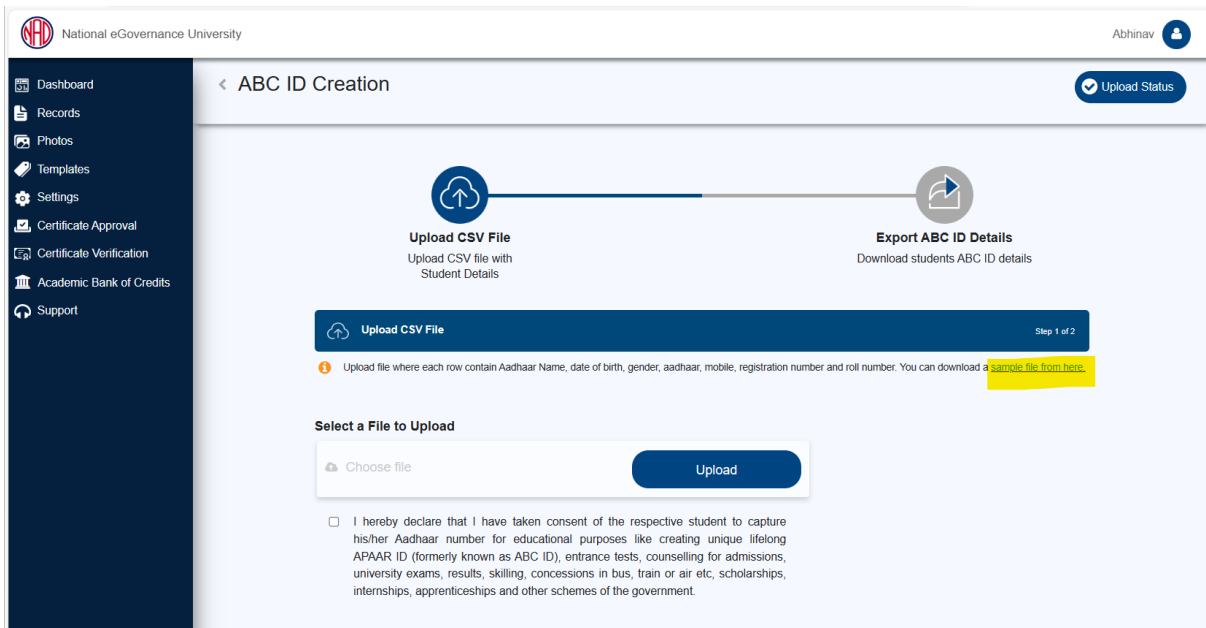 NAD
National eGovernance University
Abhinav
Dashboard
Records
Photos
Templates
Settings
Certificate Approval
Certificate Verification
Academic Bank of Credits
Support
< ABC ID Creation
Upload Status
Upload CSV File
Upload CSV file with
Student Details
Export ABC ID Details
Download students ABC ID details
Upload CSV File
Step 1 of 2
Upload file where each row contain Aadhaar Name, date of birth, gender, aadhaar, mobile, registration number and roll number. You can download a sample file from here.
Select a File to Upload
Choose file
Upload
I hereby declare that I have taken consent of the respective student to capture
his/her Aadhaar number for educational purposes like creating unique lifelong
APAAR ID (formerly known as ABC ID), entrance tests, counselling for admissions,
university exams, results, skilling, concessions in bus, train or air etc, scholarships,
internships, apprenticeships and other schemes of the government.